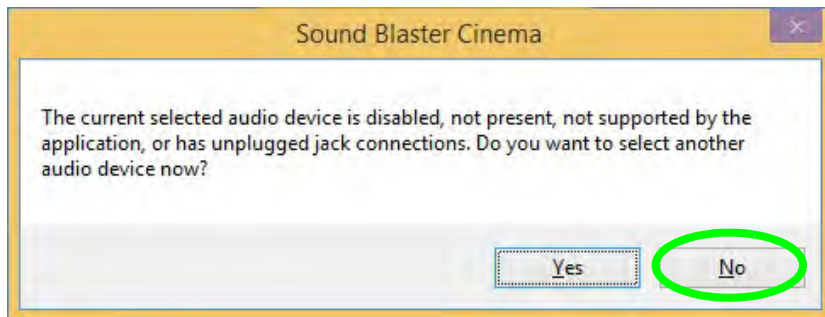 Sound Blaster Cinema
The current selected audio device is disabled, not present, not supported by the
application, or has unplugged jack connections. Do you want to select another
audio device now?
Yes
No